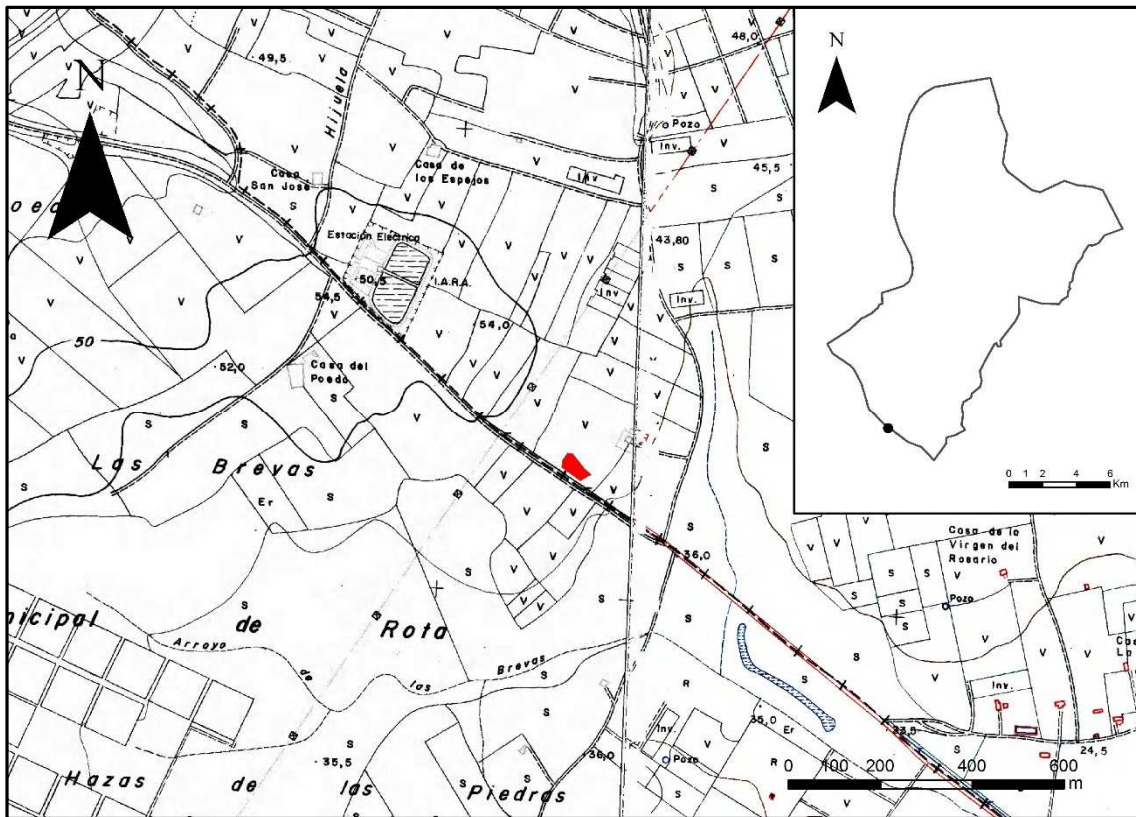 N
V V V V V V V
49,5
Hijuela
48,0
V V V V
Pozo
Inv.
V V
Casa de
los Espejos
Inv
45,5
Casa
San José
S
S S
Estación Eléctrica
50,5
I.A.R.A.
54,5
43,80
S S S
Inv
Inv.
50
54,0
52,0
Casa del
Poedo
S
V V V V
S S
Las Brevas
Er
S
36,0
nicipal de Rota
Arroyo de las Brevas
S
R
35,0
Er
Inv.
V
Pozo
R
36,0
35,5
Hazas de las Piedras
S S
33,5
24,5
Casa de la
Virgen del
Rosario
V V
S S V
Pozo
S S
V V V
Inv.
0 100 200 400 600
m
N
0 1 2 4 6
Km